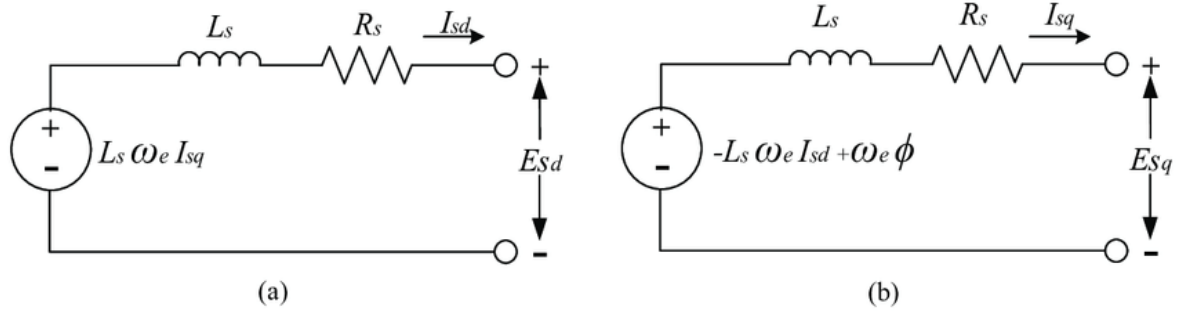 Ls Rs Isd
+
+
-
Ls ωe Isq
Esd
-
(a)
Ls Rs Isq
+
+
-
-Ls ωe Isd +ωe ϕ
Esq
-
(b)